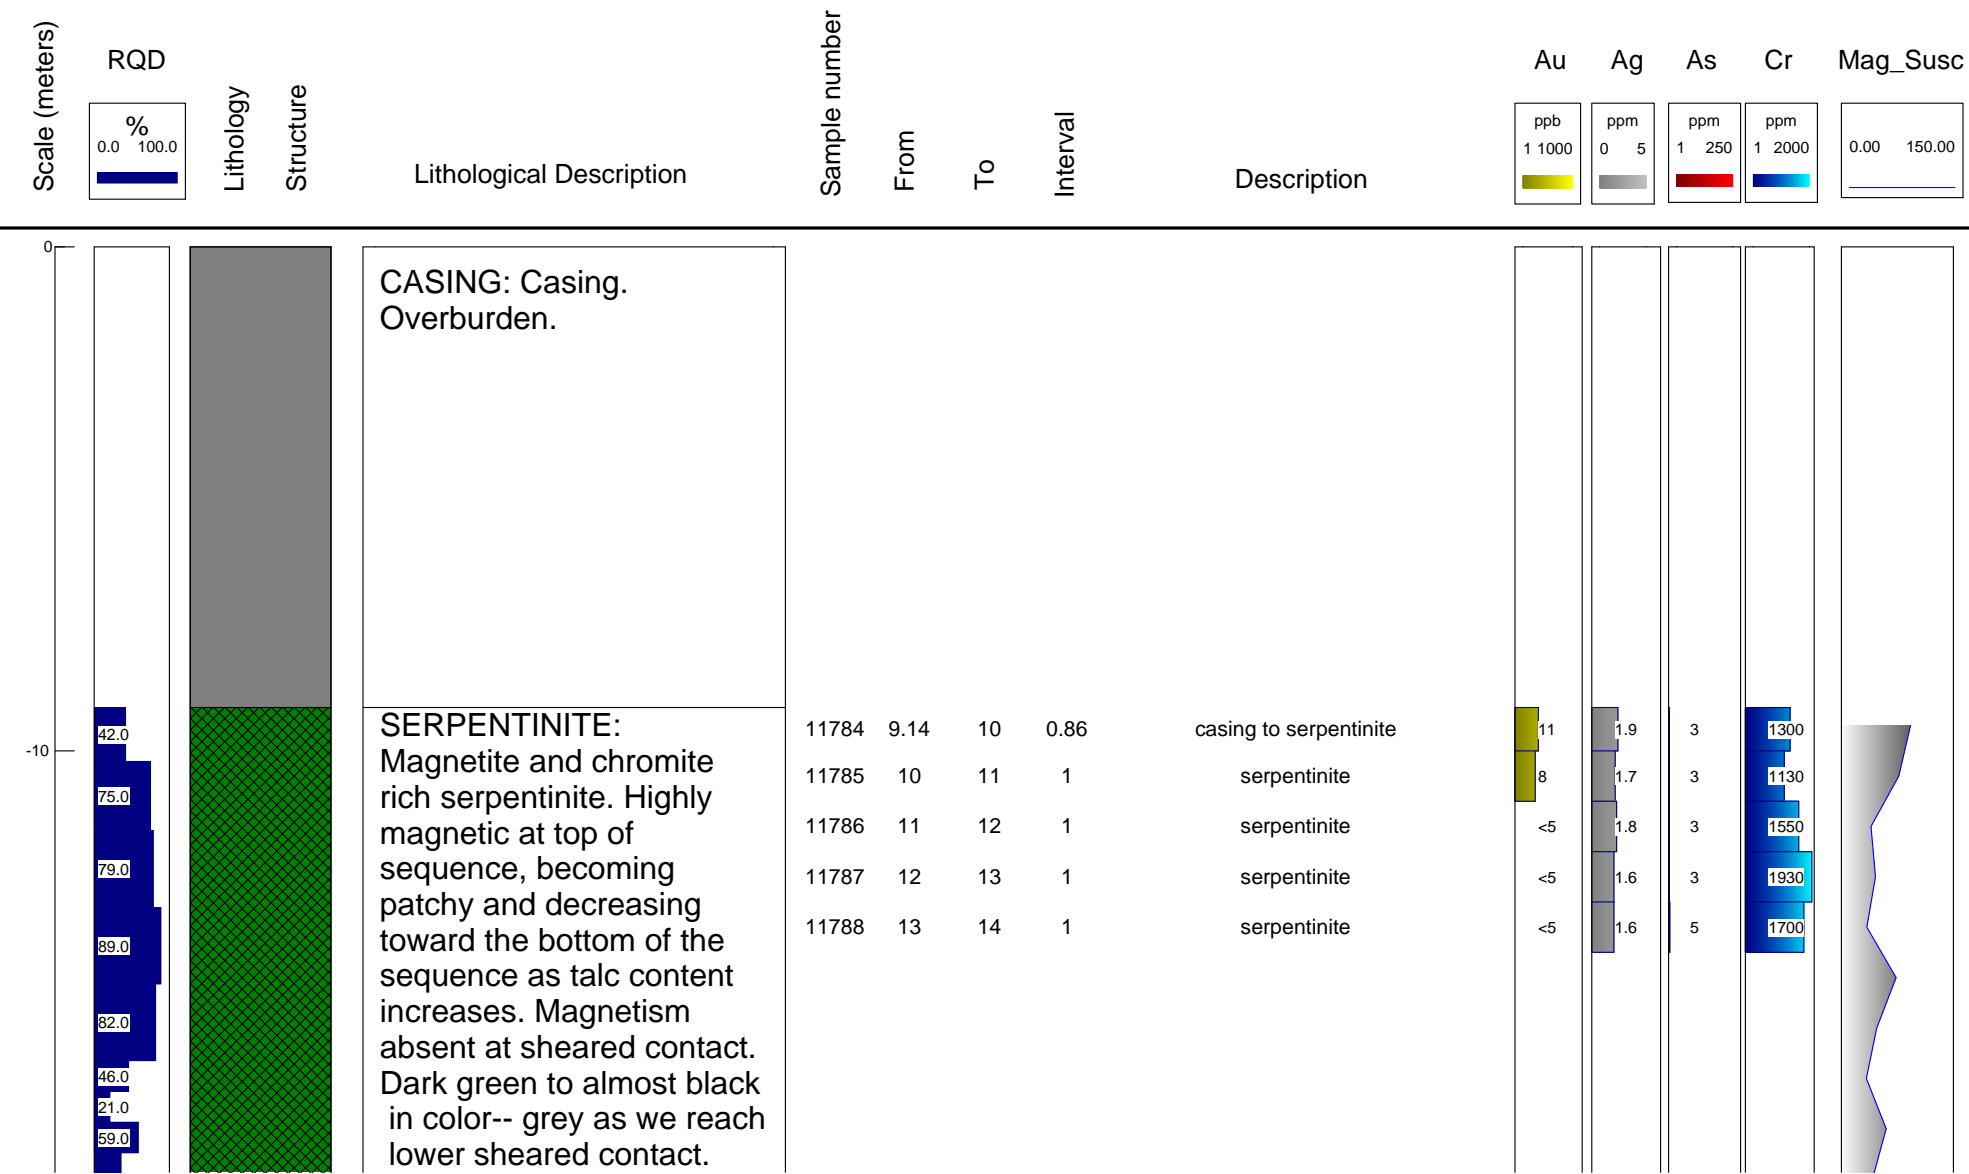 Scale (meters)
RQD
%
0.0 100.0
Lithology
Structure
Lithological Description
Sample number
From
To
Interval
Description
Au
ppb
1 1000
Ag
ppm
0 5
As
ppm
1 250
Cr
ppm
1 2000
Mag_Susc
0.00 150.00
0
CASING: Casing.
Overburden.
-10
42.0
75.0
79.0
89.0
82.0
46.0
21.0
59.0
SERPENTINITE:
Magnetite and chromite
rich serpentinite. Highly
magnetic at top of
sequence, becoming
patchy and decreasing
toward the bottom of the
sequence as talc content
increases. Magnetism
absent at sheared contact.
Dark green to almost black
in color-- grey as we reach
lower sheared contact.
11784 9.14 10 0.86 casing to serpentinite 11 1.9 3 1300
11785 10 11 1 serpentinite 8 1.7 3 1130
11786 11 12 1 serpentinite <5 1.8 3 1550
11787 12 13 1 serpentinite <5 1.6 3 1930
11788 13 14 1 serpentinite <5 1.6 5 1700